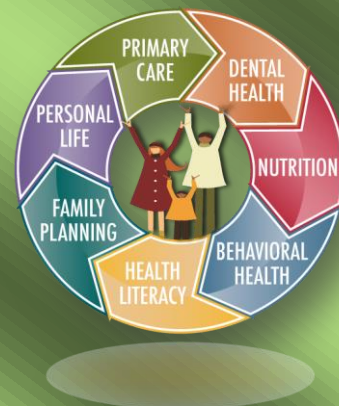 PRIMARY
CARE
DENTAL
HEALTH
NUTRITION
BEHAVIORAL
HEALTH
HEALTH
LITERACY
FAMILY
PLANNING
PERSONAL
LIFE